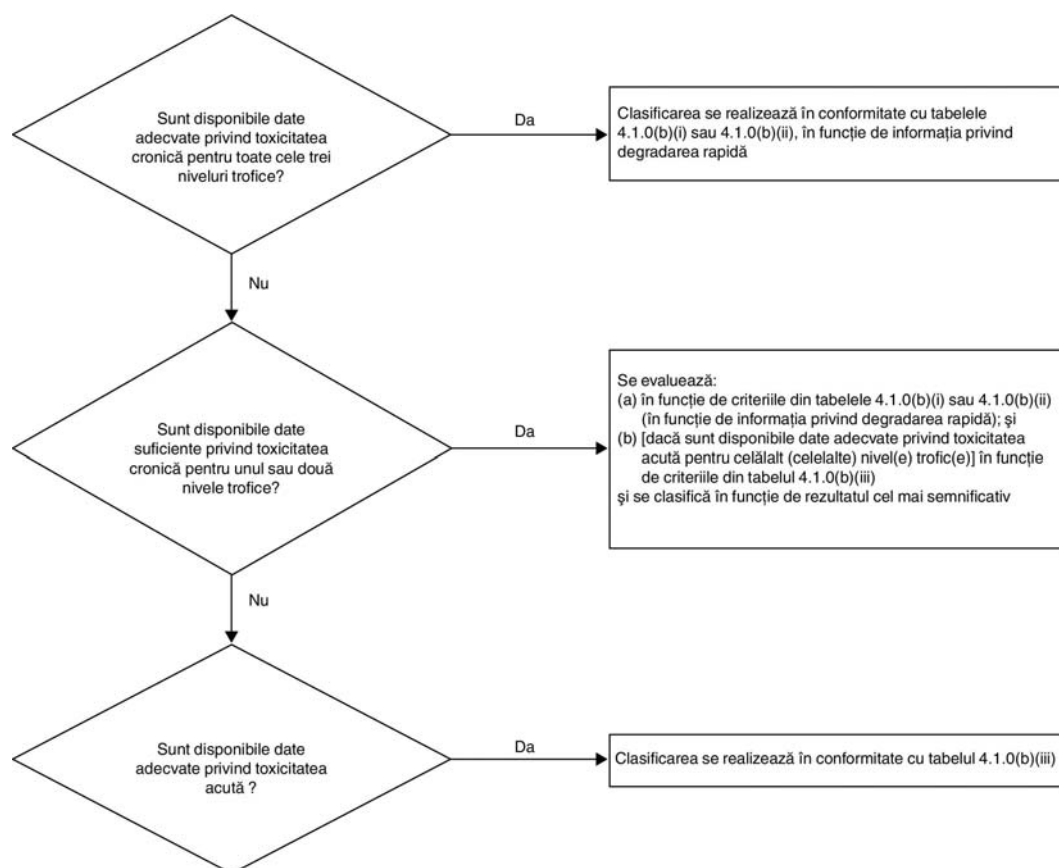 Sunt disponibile date
adecvate privind toxicitatea
cronică pentru toate cele trei
niveluri trofice?
Da
Clasificarea se realizează în conformitate cu tabelele
4.1.0(b)(i) sau 4.1.0(b)(ii), în funcție de informația privind
degradarea rapidă
Nu
Sunt disponibile date
suficiente privind toxicitatea
cronică pentru unul sau două
nivele trofice?
Da
Se evaluează:
(a) în funcție de criteriile din tabelele 4.1.0(b)(i) sau 4.1.0(b)(ii)
(în funcție de informația privind degradarea rapidă); și
(b) [dacă sunt disponibile date adecvate privind toxicitatea
acută pentru celălalt (celelalte) nivel(e) trofic(e)] în funcție
de criteriile din tabelul 4.1.0(b)(iii)
și se clasifică în funcție de rezultatul cel mai semnificativ
Nu
Sunt disponibile date
adecvate privind toxicitatea
acută ?
Da
Clasificarea se realizează în conformitate cu tabelul 4.1.0(b)(iii)